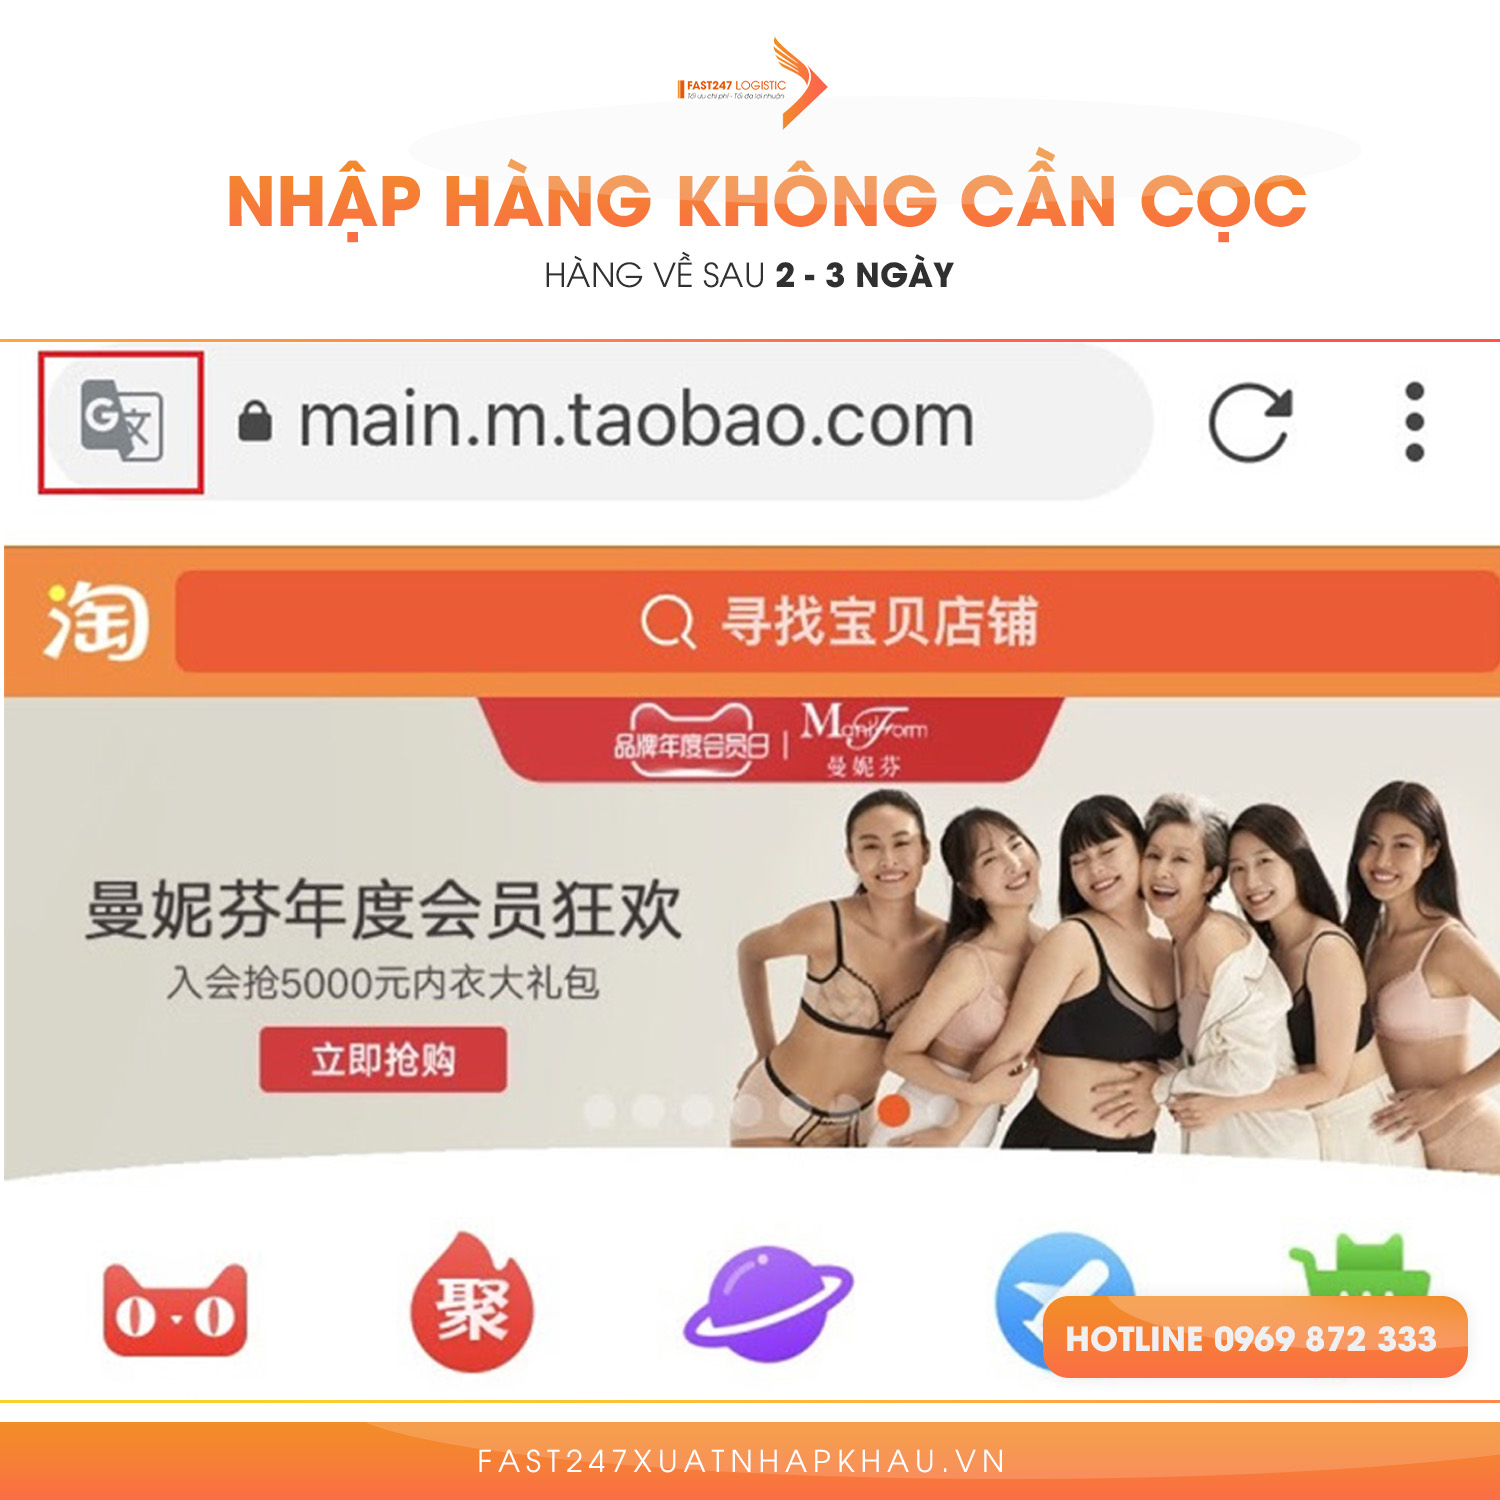 FAST247 LOGISTIC
Tối ưu chi phí - Tối đa lợi nhuận
NHẬP HÀNG KHÔNG CẦN CỌC
HÀNG VỀ SAU 2 - 3 NGÀY
G文
main.m.taobao.com
淘
寻找宝贝店铺
品牌年度会员日 | ManiForm
曼妮芬
曼妮芬年度会员狂欢
入会抢5000元内衣大礼包
立即抢购
聚
HOTLINE 0969 872 333
FAST247XUATNHAPKHAU.VN